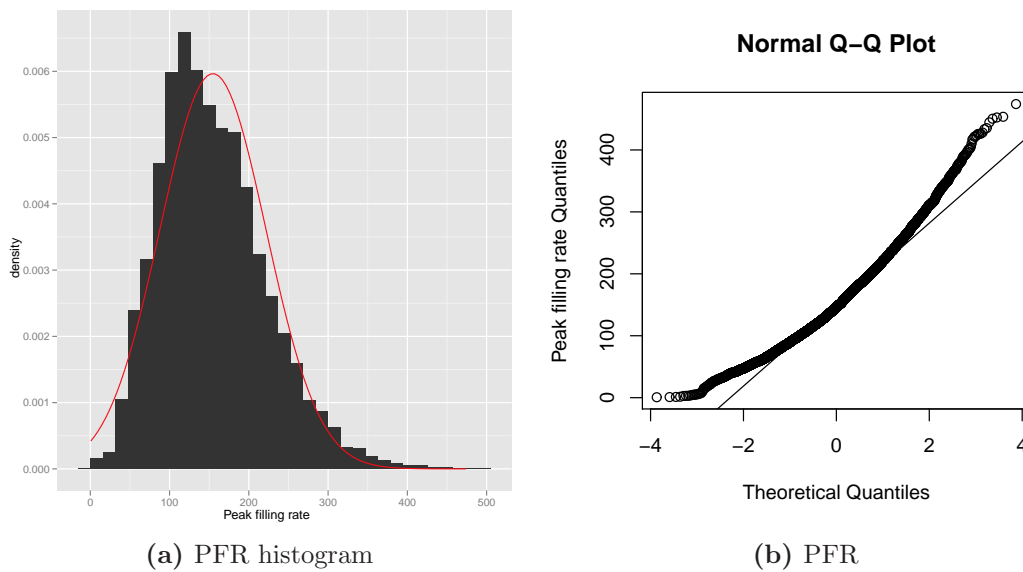 0.006
0.005
0.004
0.003
0.002
0.001
0.000
density
0 100 200 300 400 500
Peak filling rate
(a) PFR histogram
Normal Q−Q Plot
400
300
200
100
0
Peak filling rate Quantiles
−4 −2 0 2 4
Theoretical Quantiles
(b) PFR